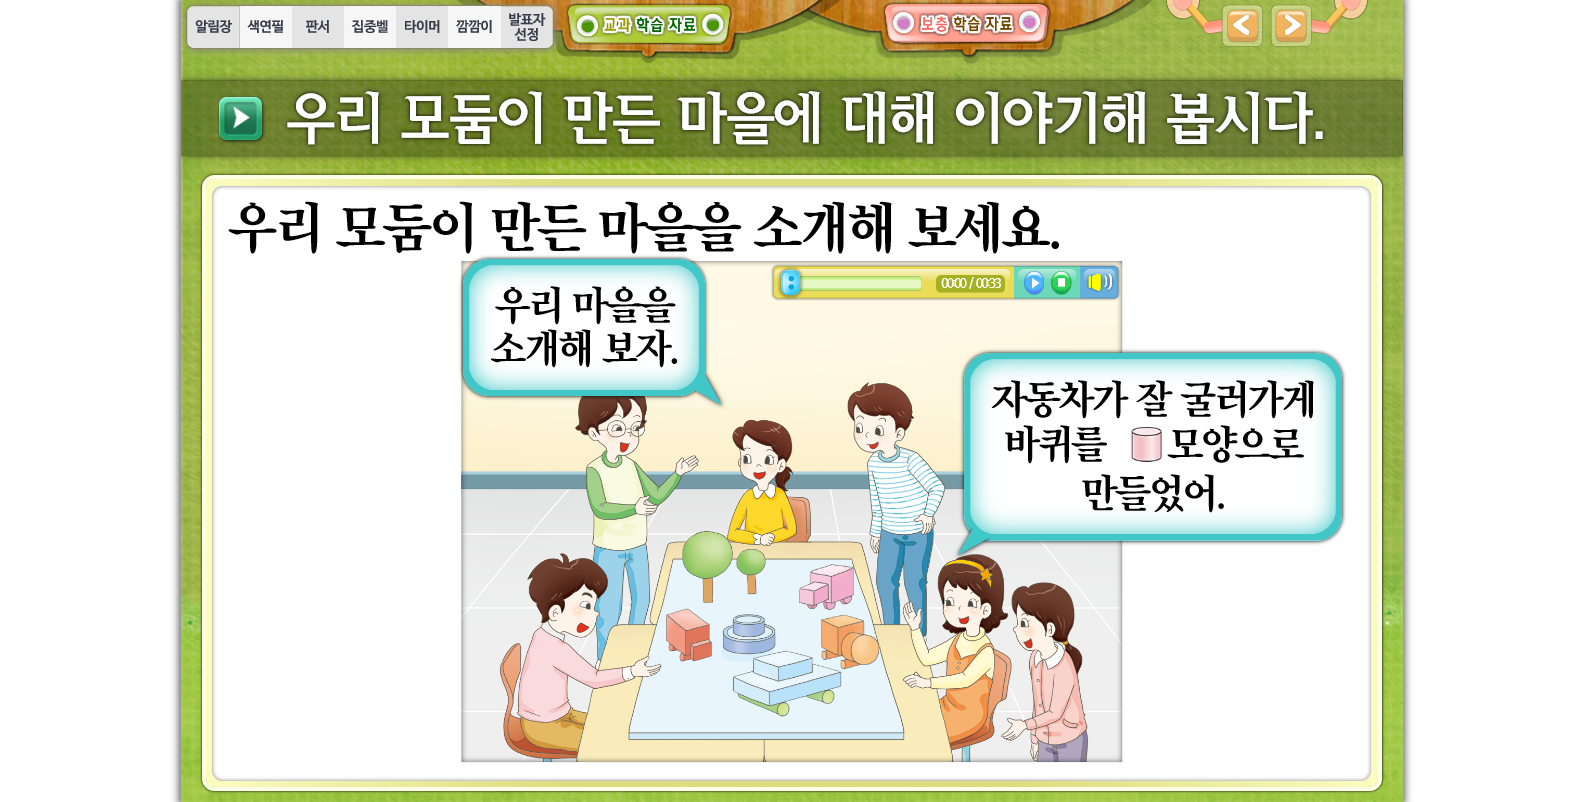 알림장 색연필 판서 집중벨 타이머 깜깜이 발표자 선정
교과 학습 자료
보충 학습 자료
우리 모둠이 만든 마을에 대해 이야기해 봅시다.
우리 모둠이 만든 마을을 소개해 보세요.
우리 마을을
소개해 보자.
00:00 / 00:33
자동차가 잘 굴러가게
바퀴를 모양으로
만들었어.